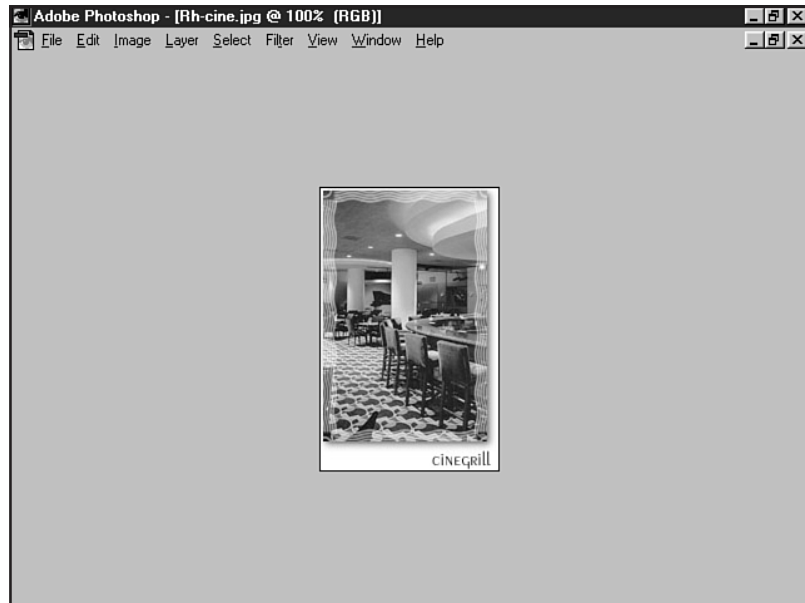 Adobe Photoshop - [Rh-cine.jpg @ 100% (RGB)]
File Edit Image Layer Select Filter View Window Help
cinegrill